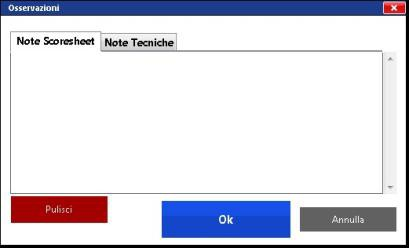 Osservazioni
Note Scoresheet Note Tecniche
Pulisci
Ok
Annulla